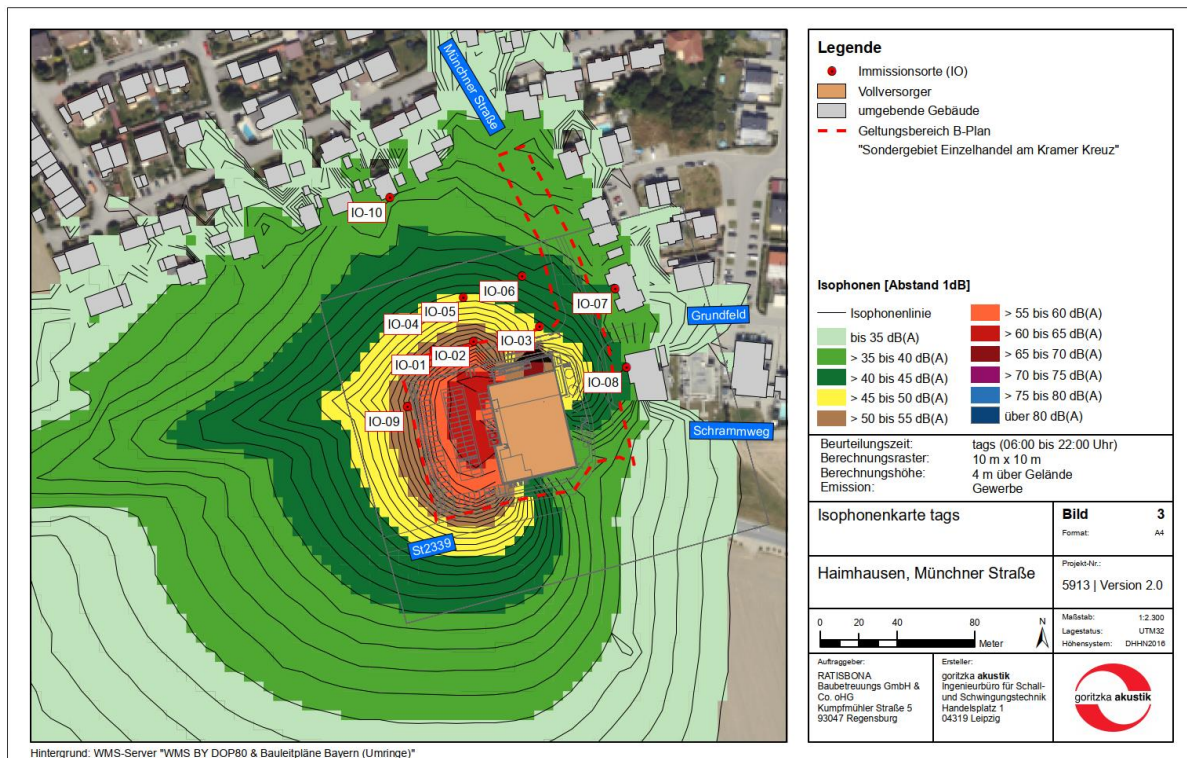 Münchner Straße
IO-10
IO-06
IO-05
IO-07
Grundfeld
IO-04
IO-03
IO-02
IO-01
IO-08
IO-09
Schrammweg
St2339
Hintergrund: WMS-Server "WMS BY DOP80 & Bauleitpläne Bayern (Umringe)"
Legende
Immissionsorte (IO)
Vollversorger
umgebende Gebäude
Geltungsbereich B-Plan
"Sondergebiet Einzelhandel am Kramer Kreuz"
Isophonen [Abstand 1dB]
Isophonenlinie
bis 35 dB(A)
> 35 bis 40 dB(A)
> 40 bis 45 dB(A)
> 45 bis 50 dB(A)
> 50 bis 55 dB(A)
> 55 bis 60 dB(A)
> 60 bis 65 dB(A)
> 65 bis 70 dB(A)
> 70 bis 75 dB(A)
> 75 bis 80 dB(A)
über 80 dB(A)
Beurteilungszeit: tags (06:00 bis 22:00 Uhr)
Berechnungsraster: 10 m x 10 m
Berechnungshöhe: 4 m über Gelände
Emission: Gewerbe
Isophonenkarte tags
Bild 3
Format: A4
Haimhausen, Münchner Straße
Projekt-Nr.:
5913 | Version 2.0
0 20 40 80
Meter
N
Maßstab: 1:2.300
Lagestatus: UTM32
Höhensystem: DHHN2016
Auftraggeber:
RATISBONA
Baubetreuungs GmbH &
Co. oHG
Kumpfmühler Straße 5
93047 Regensburg
Ersteller:
goritzka akustik
Ingenieurbüro für Schall-
und Schwingungstechnik
Handelsplatz 1
04319 Leipzig
goritzka akustik